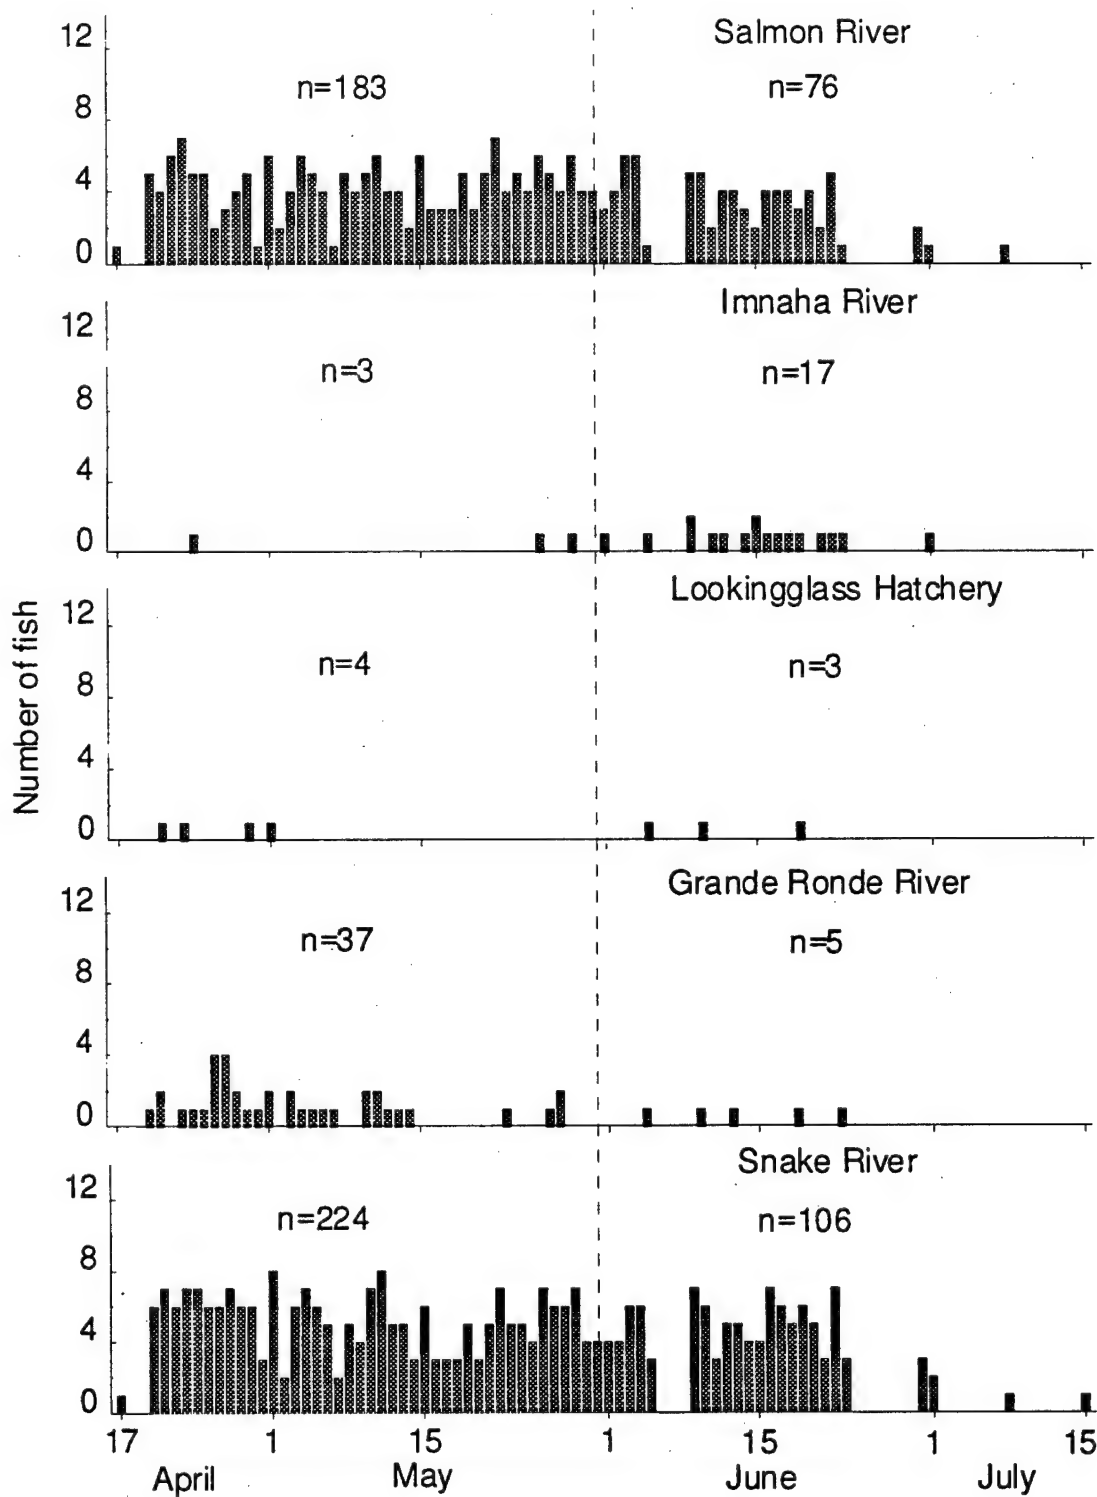 Salmon River
12
n=183 n=76
8
4
0
Imnaha River
12
n=3 n=17
8
4
0
Lookingglass Hatchery
12
n=4 n=3
8
4
0
Number of fish
Grande Ronde River
12
n=37 n=5
8
4
0
Snake River
12
n=224 n=106
8
4
0
17 1 15 1 15 1 15
April May June July